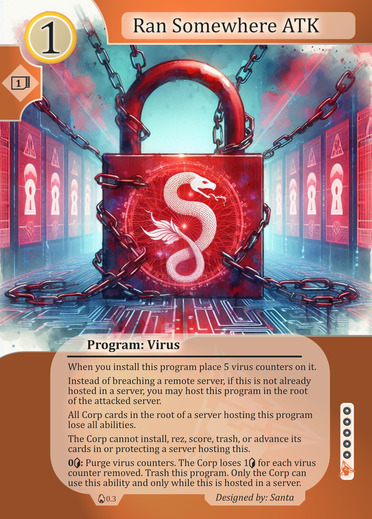 1
Ran Somewhere ATK
1
Program: Virus
When you install this program place 5 virus counters on it.
Instead of breaching a remote server, if this is not already
hosted in a server, you may host this program in the root
of the attacked server.
All Corp cards in the root of a server hosting this program
lose all abilities.
The Corp cannot install, rez, score, trash, or advance its
cards in or protecting a server hosting this.
0: Purge virus counters. The Corp loses 1 for each virus
counter removed. Trash this program. Only the Corp can
use this ability and only while this is hosted in a server.
0.3
Designed by: Santa